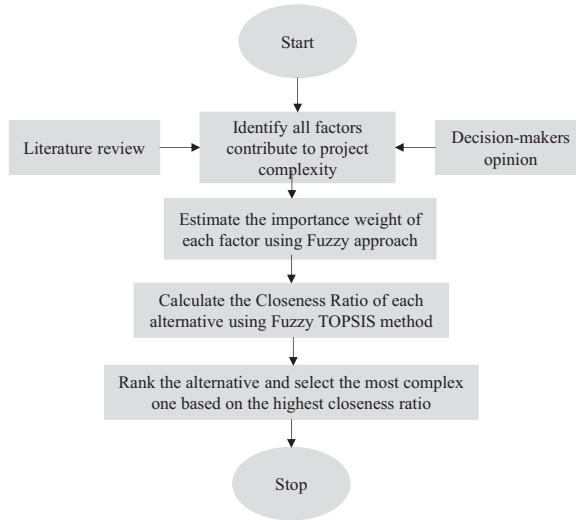 Start
Literature review
Identify all factors
contribute to project
complexity
Decision-makers
opinion
Estimate the importance weight of
each factor using Fuzzy approach
Calculate the Closeness Ratio of each
alternative using Fuzzy TOPSIS method
Rank the alternative and select the most complex
one based on the highest closeness ratio
Stop